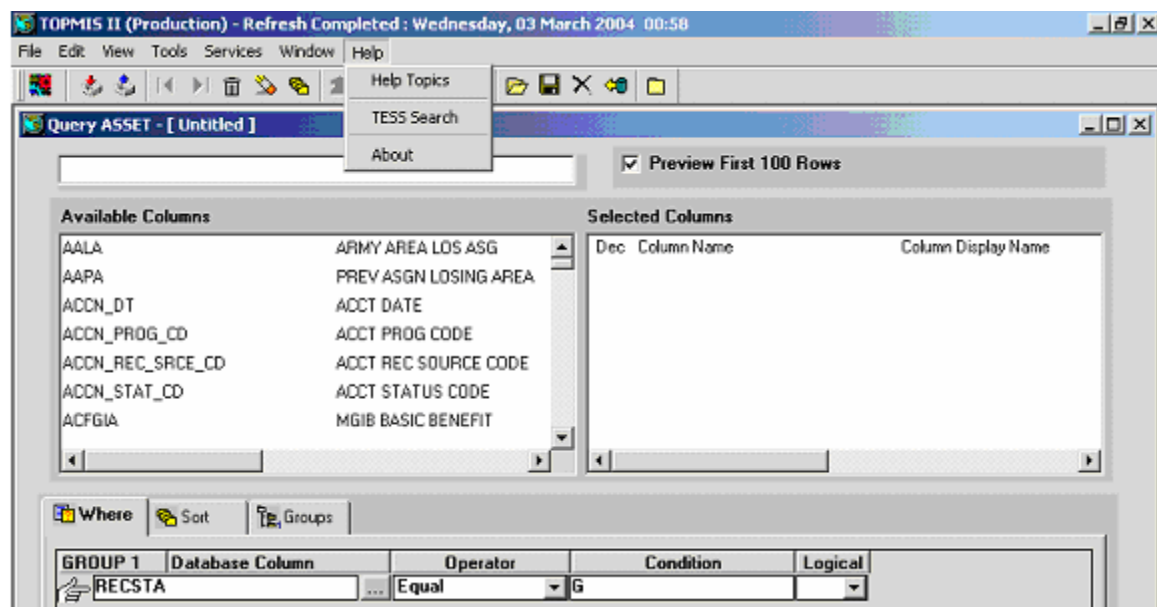 TOPMIS II (Production) - Refresh Completed : Wednesday, 03 March 2004 00:58
File Edit View Tools Services Window Help
Help Topics
TESS Search
About
Query ASSET - [ Untitled ]
Preview First 100 Rows
Available Columns
AALA ARMY AREA LOS ASG
AAPA PREV ASGN LOSING AREA
ACCN_DT ACCT DATE
ACCN_PROG_CD ACCT PROG CODE
ACCN_REC_SRCE_CD ACCT REC SOURCE CODE
ACCN_STAT_CD ACCT STATUS CODE
ACFGIA MGIB BASIC BENEFIT
Selected Columns
Dec Column Name Column Display Name
Where Sort Groups
GROUP 1 Database Column Operator Condition Logical
RECSTA ... Equal G